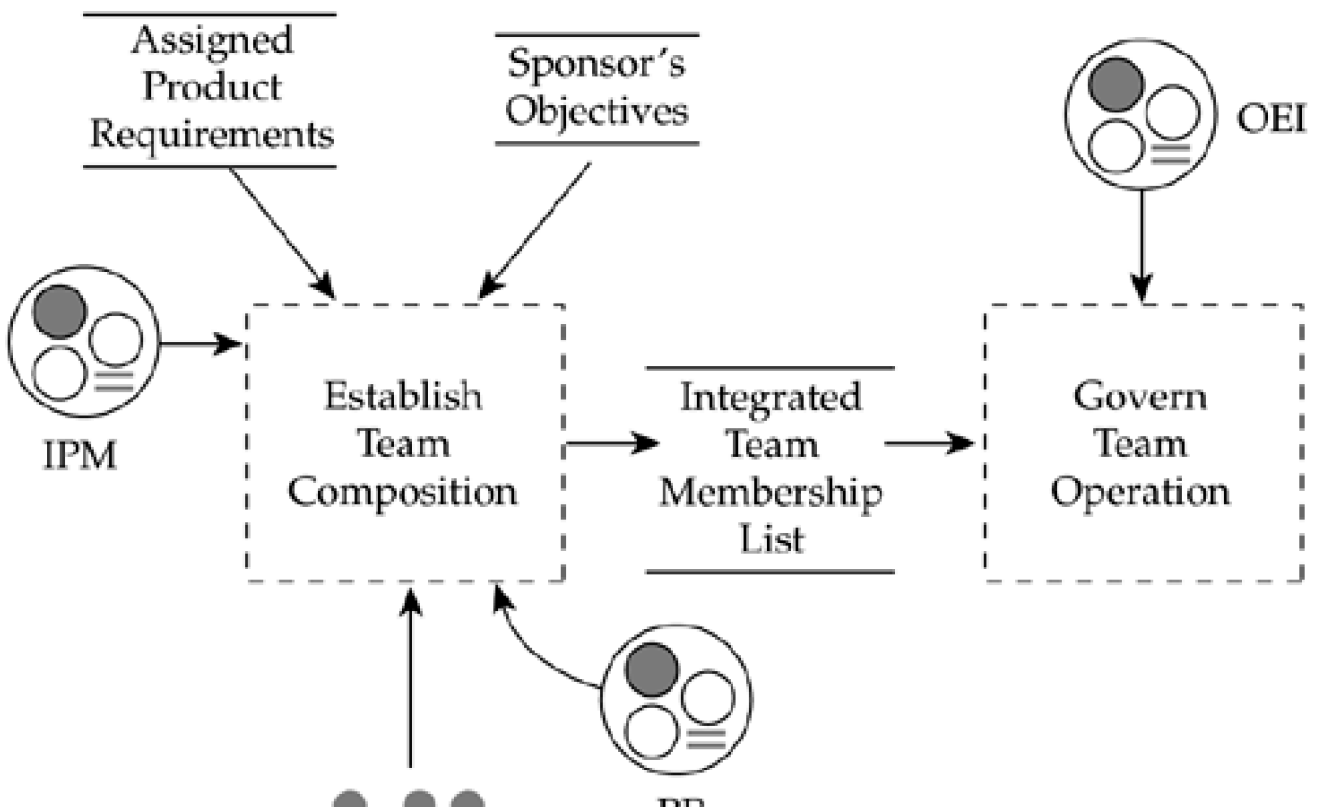 Assigned
Product
Requirements
Sponsor's
Objectives
OEI
IPM
Establish
Team
Composition
Integrated
Team
Membership
List
Govern
Team
Operation